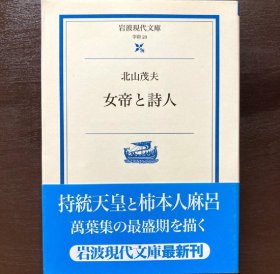 岩波現代文庫
学術 23
北山茂夫
女帝と詩人
持統天皇と柿本人麻呂
萬葉集の最盛期を描く
岩波現代文庫最新刊